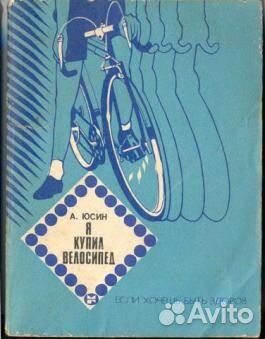 А. ЮСИН
Я
КУПИЛ
ВЕЛОСИПЕД
ЕСЛИ ХОЧЕШЬ БЫТЬ ЗДОРОВ
Avito